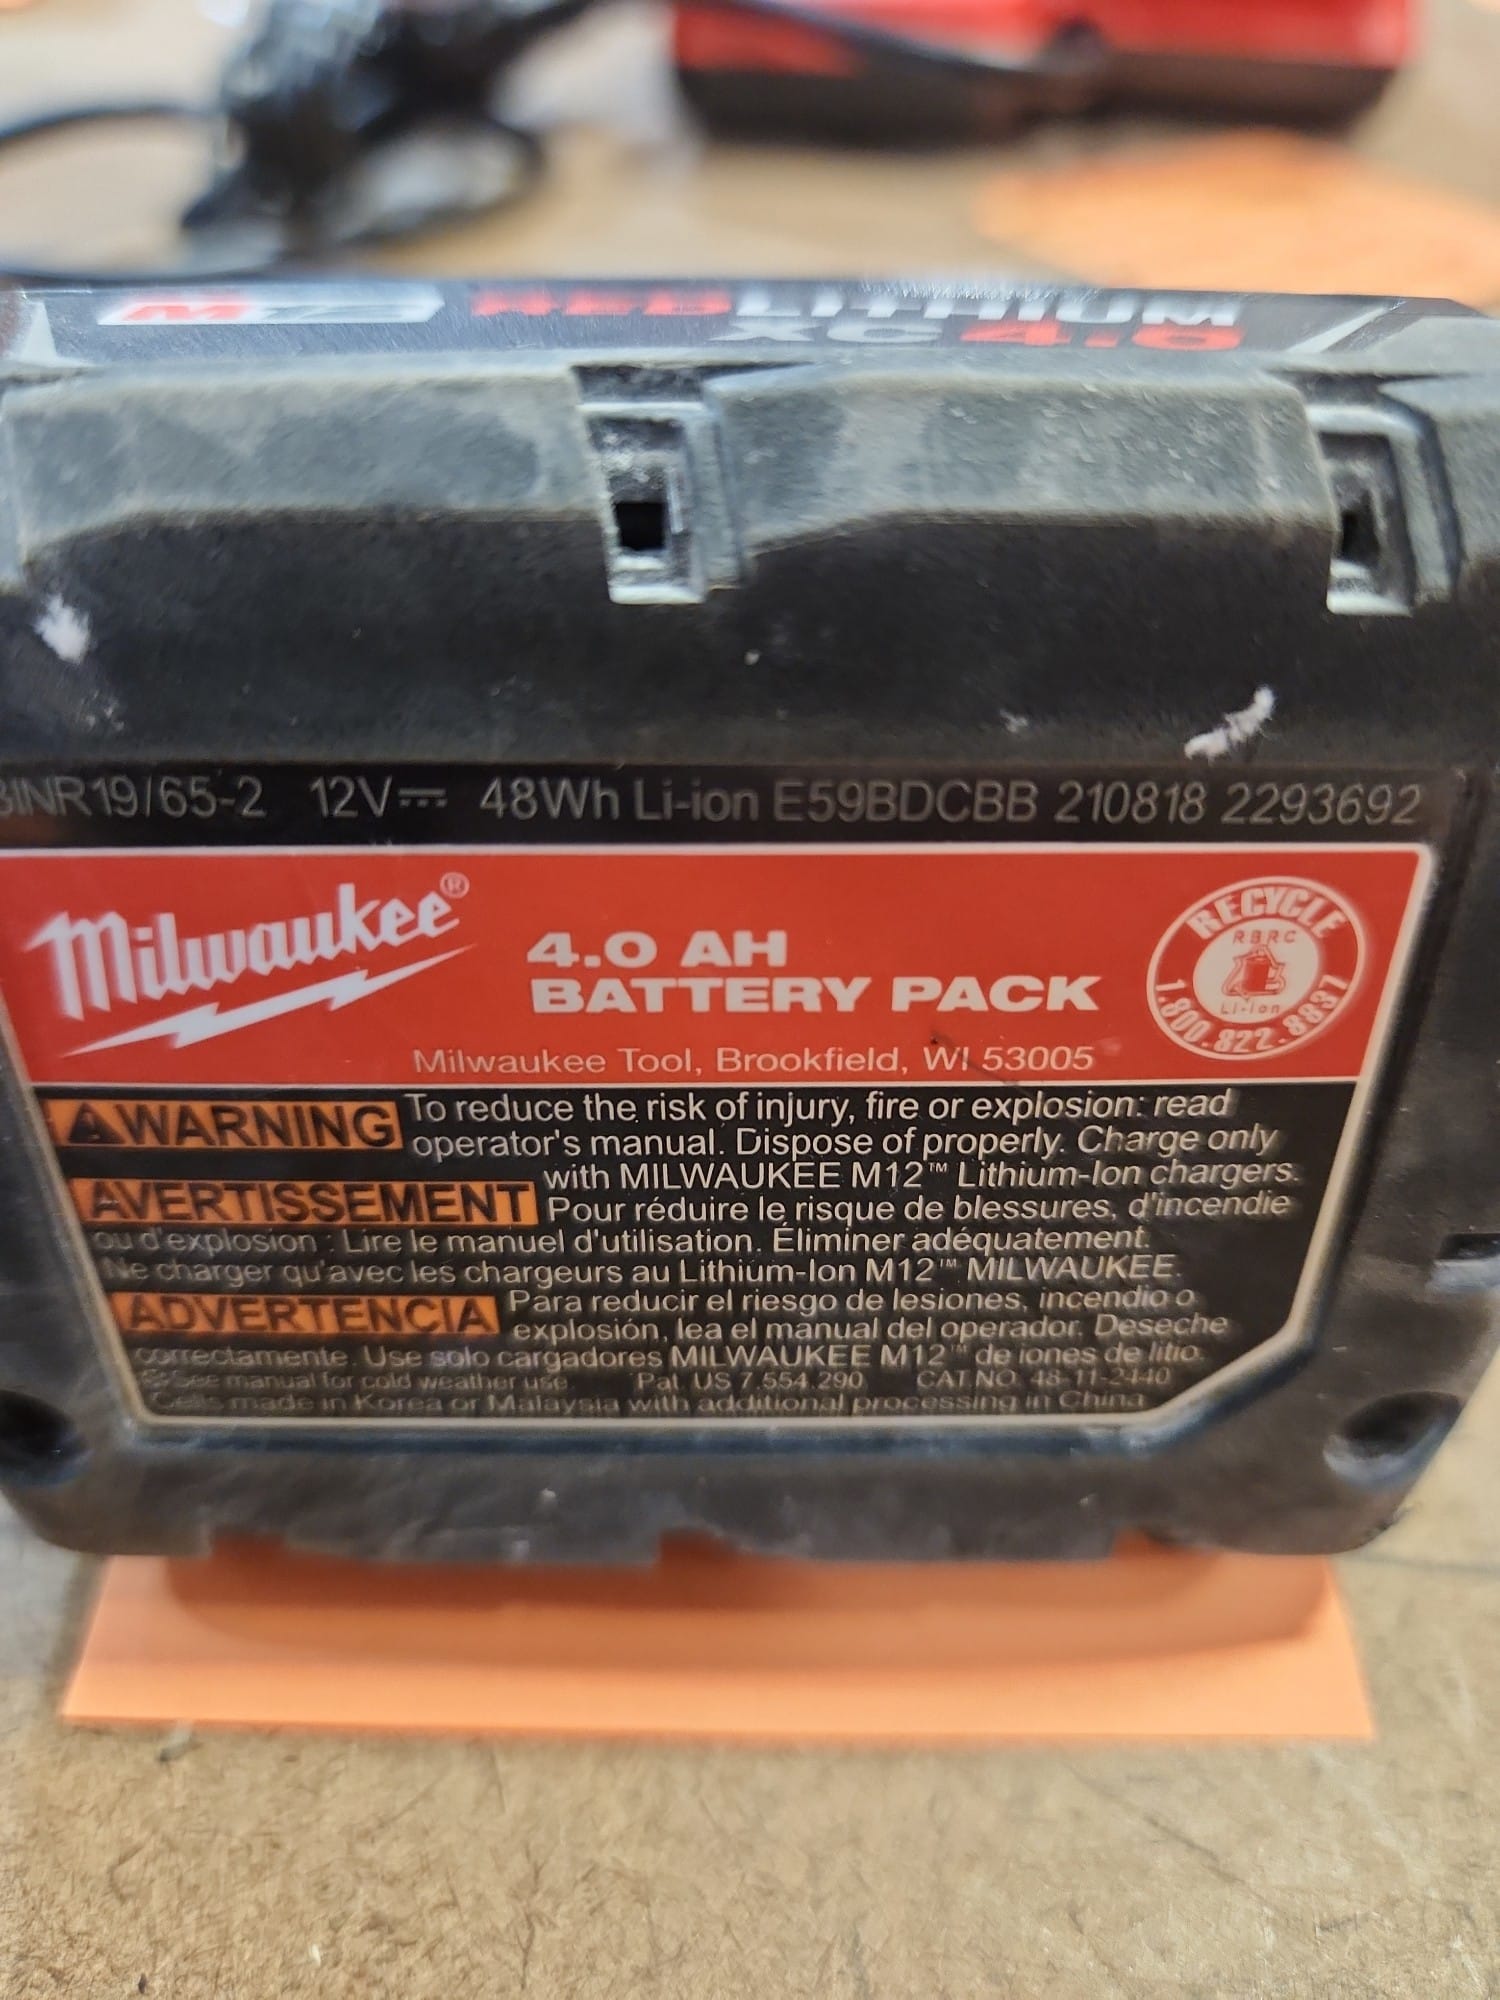 M12 REDLITHIUM
XC 4.0
3INR19/65-2 12V⎓ 48Wh Li-ion E59BDCBB 210818 2293692
Milwaukee®
4.0 AH
BATTERY PACK
Milwaukee Tool, Brookfield, WI 53005
RECYCLE
RBRC
Li-Ion
1.800.822.8837
⚠WARNING To reduce the risk of injury, fire or explosion: read
operator's manual. Dispose of properly. Charge only
with MILWAUKEE M12™ Lithium-Ion chargers.
AVERTISSEMENT Pour réduire le risque de blessures, d'incendie
ou d'explosion : Lire le manuel d'utilisation. Éliminer adéquatement.
Ne charger qu'avec les chargeurs au Lithium-Ion M12™ MILWAUKEE.
ADVERTENCIA Para reducir el riesgo de lesiones, incendio o
explosión, lea el manual del operador. Deseche
correctamente. Use solo cargadores MILWAUKEE M12™ de iones de litio.
See manual for cold weather use. Pat. US 7,554,290 CAT.NO. 48-11-2440
Cells made in Korea or Malaysia with additional processing in China